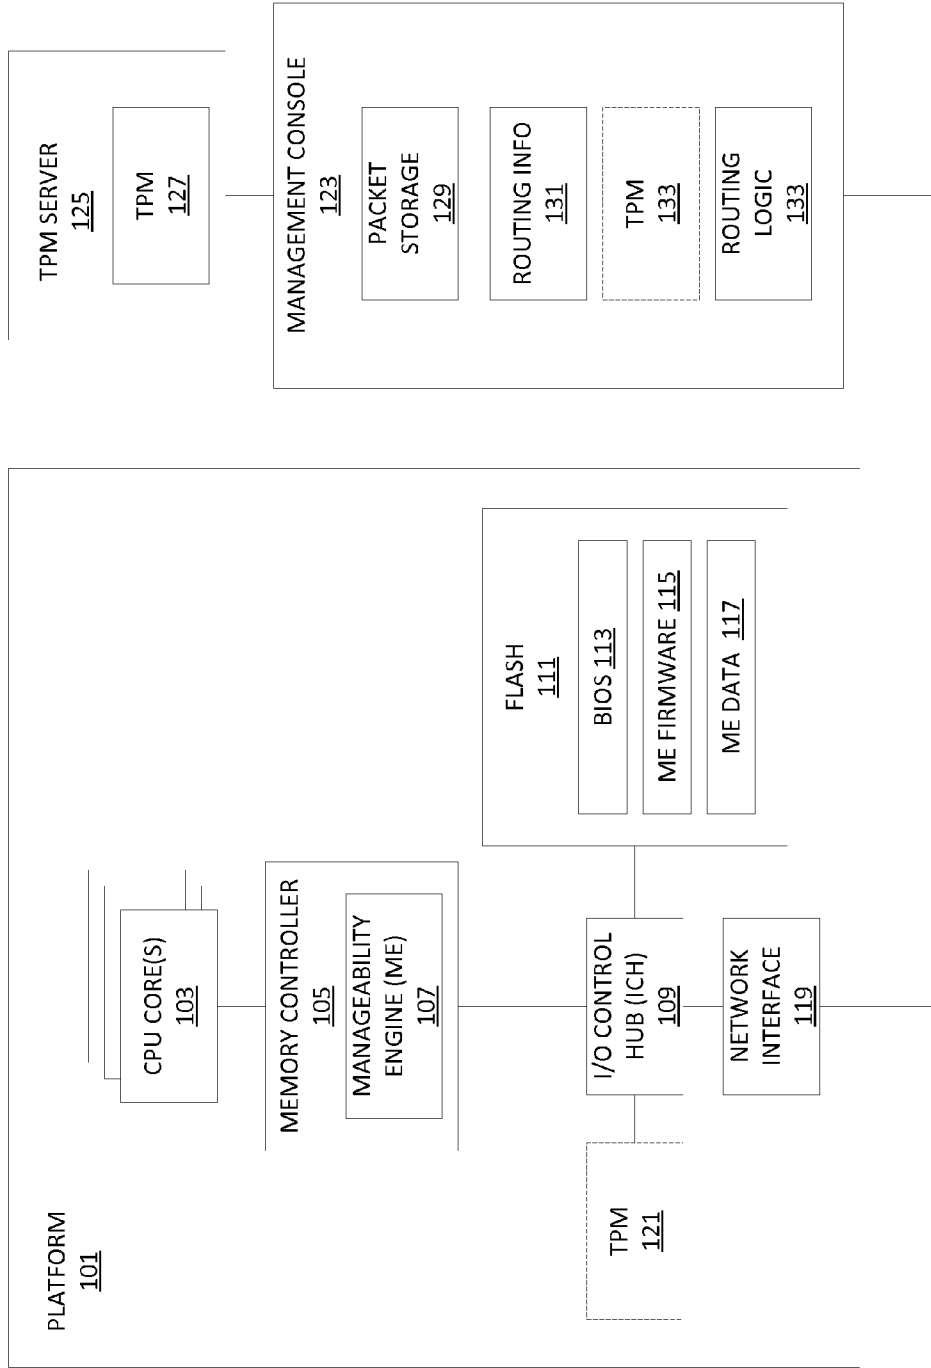 PLATFORM
101
CPU CORE(S)
103
MEMORY CONTROLLER
105
MANAGEABILITY
ENGINE (ME)
107
TPM
121
I/O CONTROL
HUB (ICH)
109
NETWORK
INTERFACE
119
FLASH
111
BIOS 113
ME FIRMWARE 115
ME DATA 117
TPM SERVER
125
TPM
127
MANAGEMENT CONSOLE
123
PACKET
STORAGE
129
ROUTING INFO
131
TPM
133
ROUTING
LOGIC
133